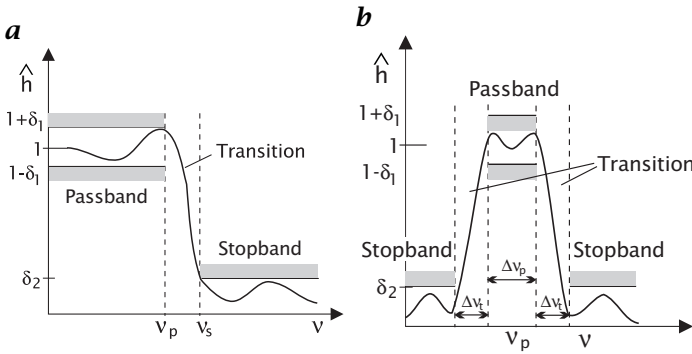 a
ĥ
1+δ₁
1
1-δ₁
Passband
Transition
Stopband
δ₂
νp
νs
ν
b
ĥ
Passband
1+δ₁
1
1-δ₁
Transition
Stopband
Stopband
Δνp
δ₂
Δνt
Δνt
νp
ν